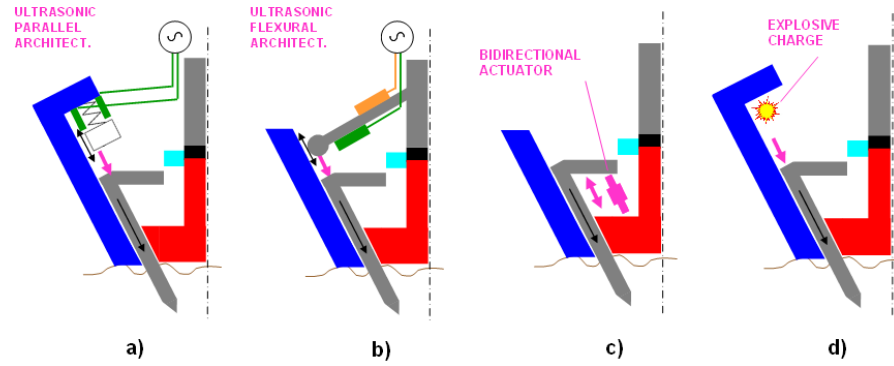 ULTRASONIC
PARALLEL
ARCHITECT.
ULTRASONIC
FLEXURAL
ARCHITECT.
BIDIRECTIONAL
ACTUATOR
EXPLOSIVE
CHARGE
a)
b)
c)
d)